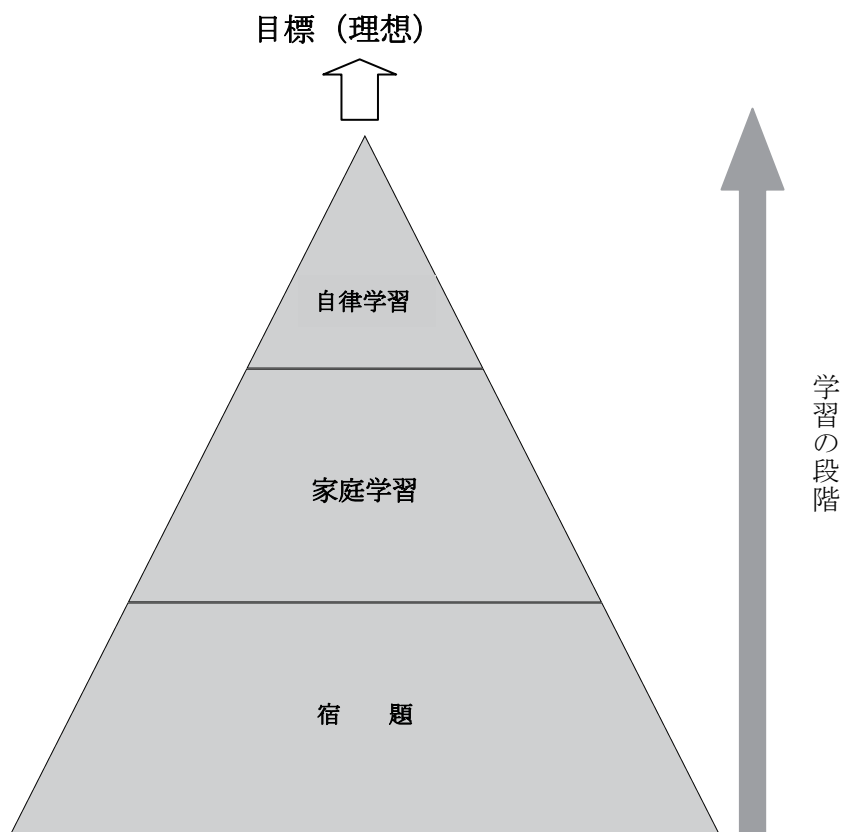 目標（理想）
自律学習
家庭学習
宿　題
学習の段階